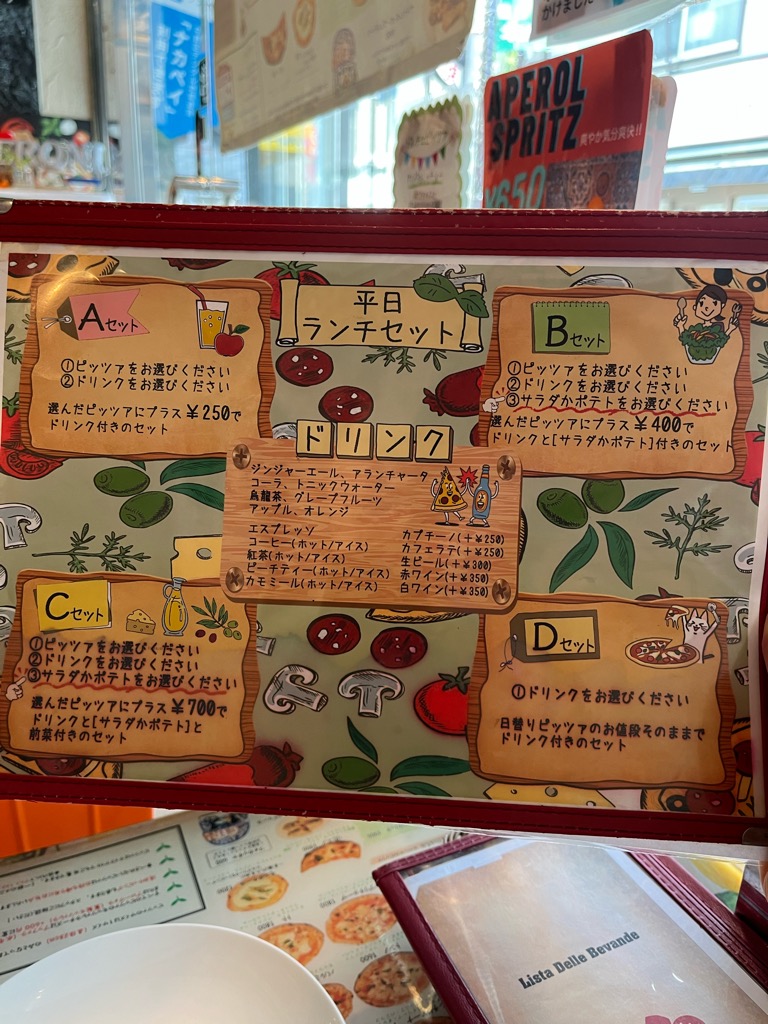 かけました
ナカペイ
APEROL
SPRITZ
爽やか気分爽快!!
¥650
平日
ランチセット
Aセット
①ピッツァをお選びください
②ドリンクをお選びください
選んだピッツアにプラス¥250で
ドリンク付きのセット
Bセット
①ピッツァをお選びください
②ドリンクをお選びください
③サラダかポテトをお選びください
選んだピッツアにプラス¥400で
ドリンクと[サラダかポテト]付きのセット
ドリンク
ジンジャーエール、アランチャータ
コーラ、トニックウォーター
烏龍茶、グレープフルーツ
アップル、オレンジ
エスプレッソ
コーヒー(ホット/アイス)
紅茶(ホット/アイス)
ピーチティー(ホット/アイス)
カモミール(ホット/アイス)
カプチーノ(+¥250)
カフェラテ(+¥250)
生ビール(+¥300)
赤ワイン(+¥350)
白ワイン(+¥350)
Cセット
①ピッツァをお選びください
②ドリンクをお選びください
③サラダかポテトをお選びください
選んだピッツアにプラス¥700で
ドリンクと[サラダかポテト]と
前菜付きのセット
Dセット
①ドリンクをお選びください
日替りピッツァのお値段そのままで
ドリンク付きのセット
Lista Delle Bevande